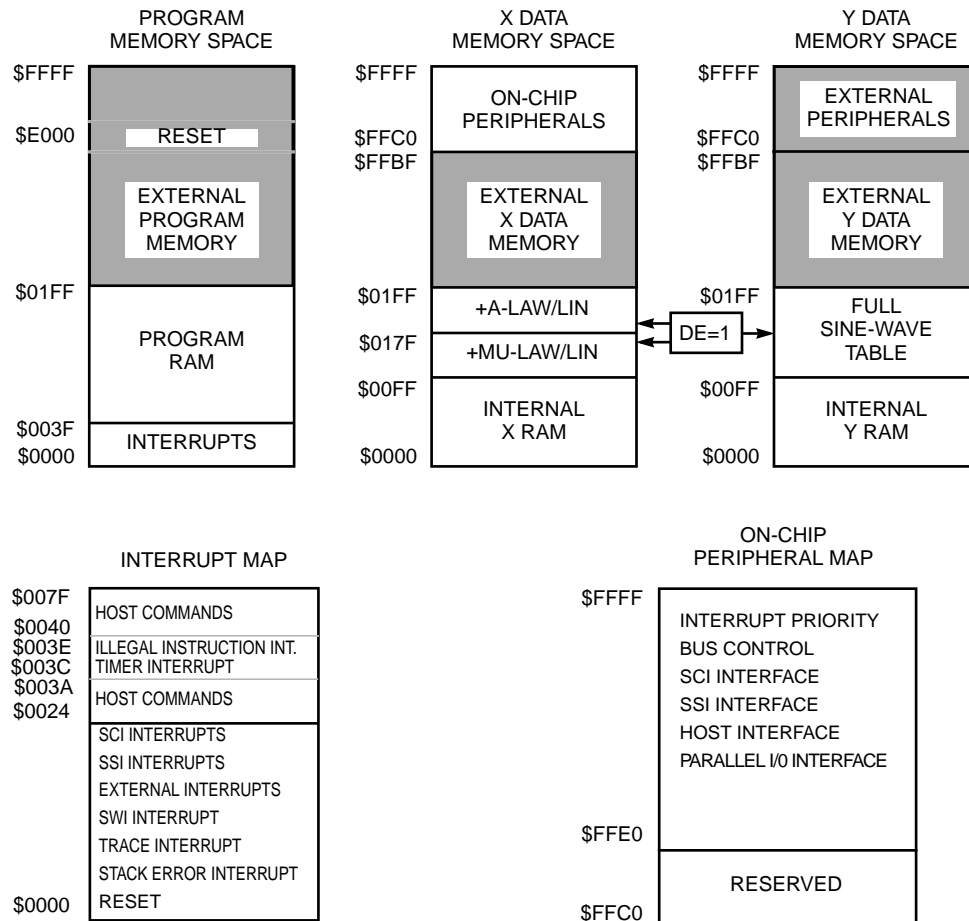 PROGRAM
MEMORY SPACE
$FFFF
$E000
RESET
EXTERNAL
PROGRAM
MEMORY
$01FF
PROGRAM
RAM
$003F
INTERRUPTS
$0000
X DATA
MEMORY SPACE
$FFFF
ON-CHIP
PERIPHERALS
$FFC0
$FFBF
EXTERNAL
X DATA
MEMORY
$01FF
+A-LAW/LIN
$017F
+MU-LAW/LIN
$00FF
INTERNAL
X RAM
$0000
DE=1
Y DATA
MEMORY SPACE
$FFFF
EXTERNAL
PERIPHERALS
$FFC0
$FFBF
EXTERNAL
Y DATA
MEMORY
$01FF
FULL
SINE-WAVE
TABLE
$00FF
INTERNAL
Y RAM
$0000
INTERRUPT MAP
$007F
HOST COMMANDS
$0040
$003E
ILLEGAL INSTRUCTION INT.
$003C
TIMER INTERRUPT
$003A
HOST COMMANDS
$0024
SCI INTERRUPTS
SSI INTERRUPTS
EXTERNAL INTERRUPTS
SWI INTERRUPT
TRACE INTERRUPT
STACK ERROR INTERRUPT
$0000
RESET
ON-CHIP
PERIPHERAL MAP
$FFFF
INTERRUPT PRIORITY
BUS CONTROL
SCI INTERFACE
SSI INTERFACE
HOST INTERFACE
PARALLEL I/0 INTERFACE
$FFE0
RESERVED
$FFC0